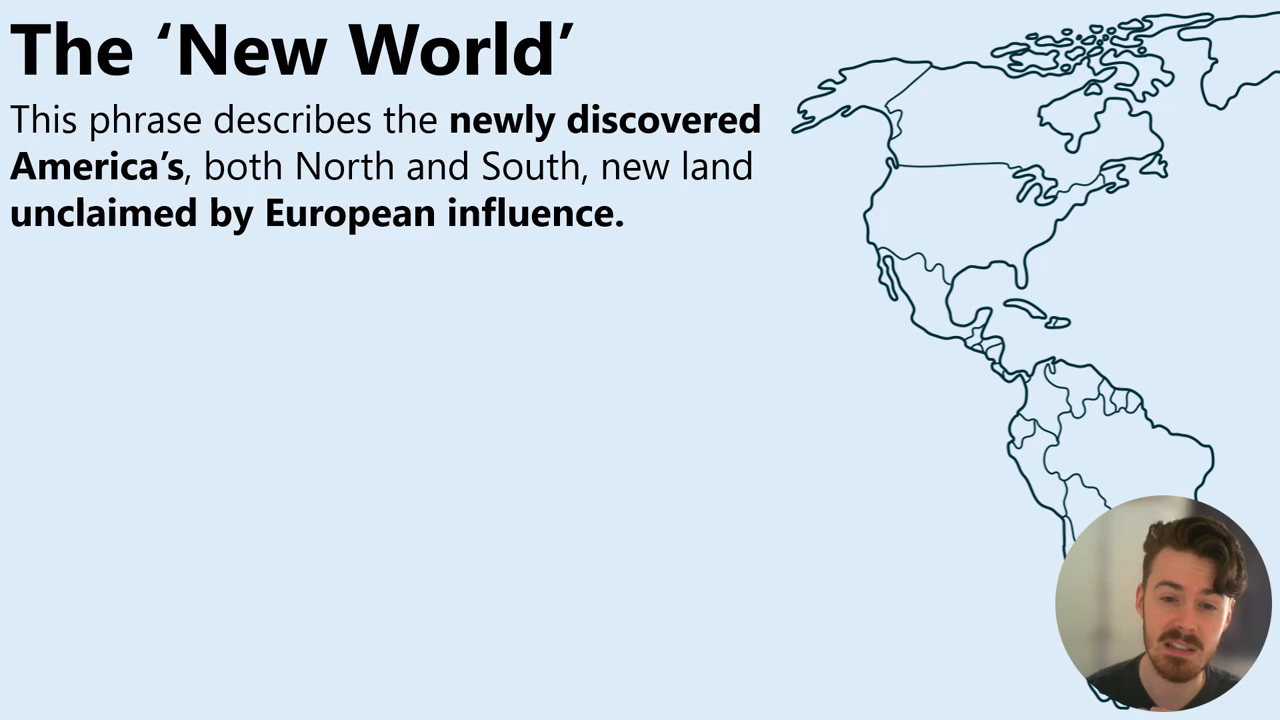 The ‘New World’
This phrase describes the newly discovered
America’s, both North and South, new land
unclaimed by European influence.